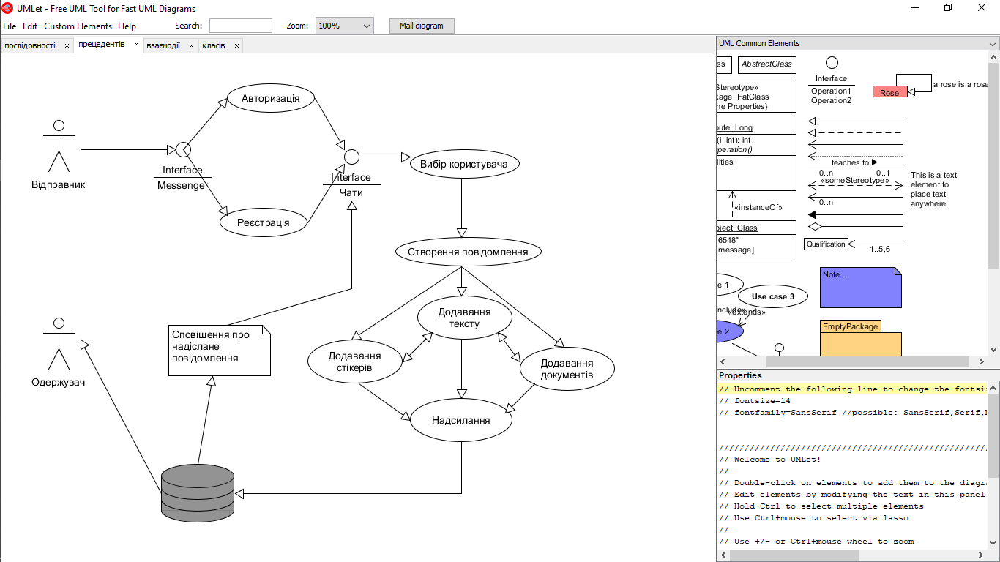 UMLet - Free UML Tool for Fast UML Diagrams
File Edit Custom Elements Help Search: Zoom: 100% Mail diagram
послідовності прецедентів взаємодії класів
Авторизація
Відправник
Interface
Messenger
Реєстрація
Interface
Чати
Вибір користувача
Створення повідомлення
Додавання
тексту
Додавання
стікерів
Додавання
документів
Надсилання
Сповіщення про
надіслане
повідомлення
Одержувач
UML Common Elements
ss
AbstractClass
Interface
Operation1
Operation2
Rose
a rose is a rose
Stereotype»
kage::FatClass
me Properties}
oute: Long
(i: int): int
Operation()
ilities
teaches to
0..n 0..1
«someStereotype»
0..n
This is a text
element to
place text
anywhere.
«instanceOf»
oject: Class
6548"
message]
Qualification
1..5,6
Note..
se 1
Use case 3
«extends»
e 2
EmptyPackage
Properties
// Uncomment the following line to change the fontsi
// fontsize=14
// fontfamily=SansSerif //possible: SansSerif,Serif,
// Welcome to UMLet!
//
// Double-click on elements to add them to the diagra
// Edit elements by modifying the text in this panel
// Hold Ctrl to select multiple elements
// Use Ctrl+mouse to select via lasso
//
// Use +/- or Ctrl+mouse wheel to zoom